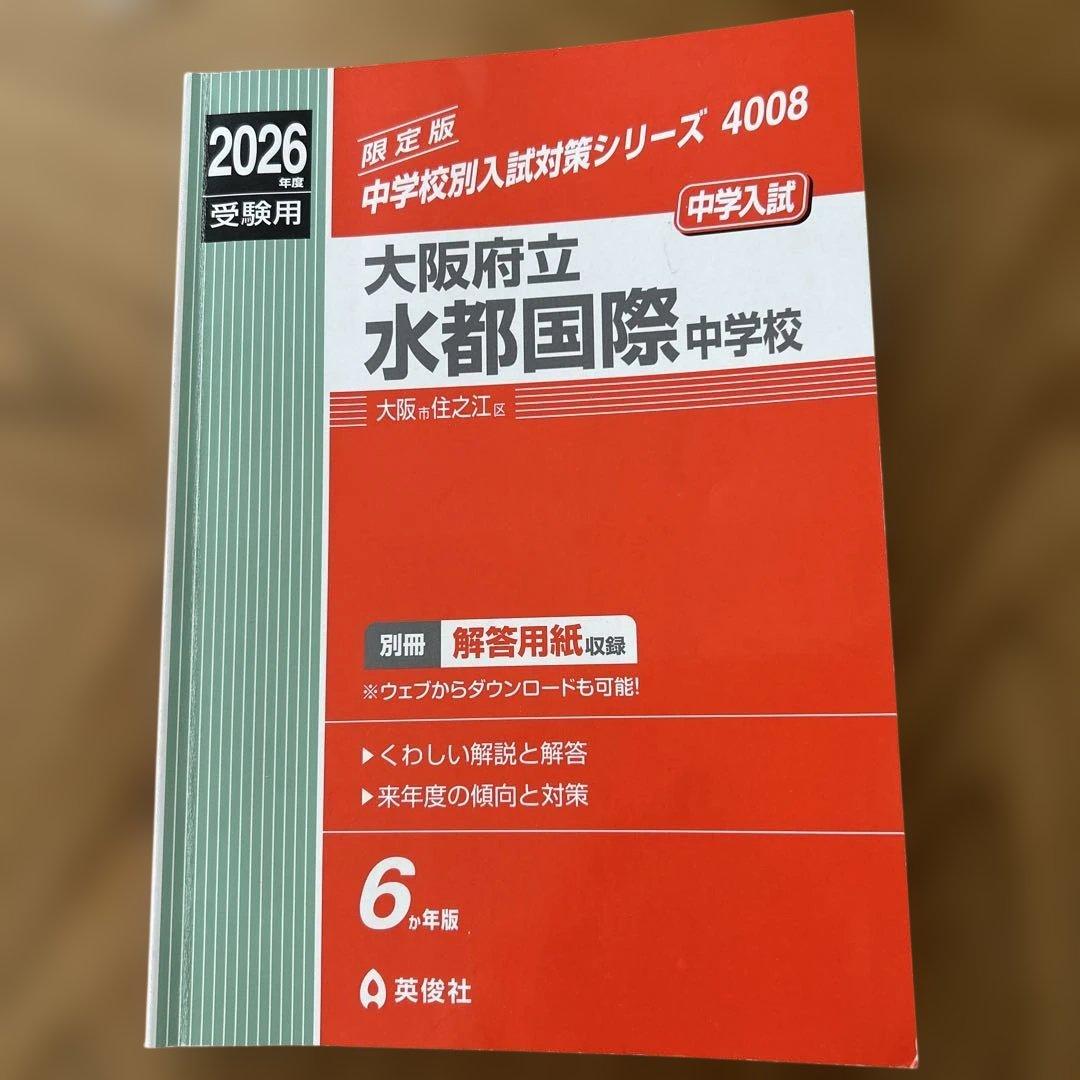 2026
年度
受験用
限定版
中学校別入試対策シリーズ 4008
中学入試
大阪府立
水都国際中学校
大阪市住之江区
別冊 解答用紙収録
※ウェブからダウンロードも可能!
▶くわしい解説と解答
▶来年度の傾向と対策
6か年版
英俊社